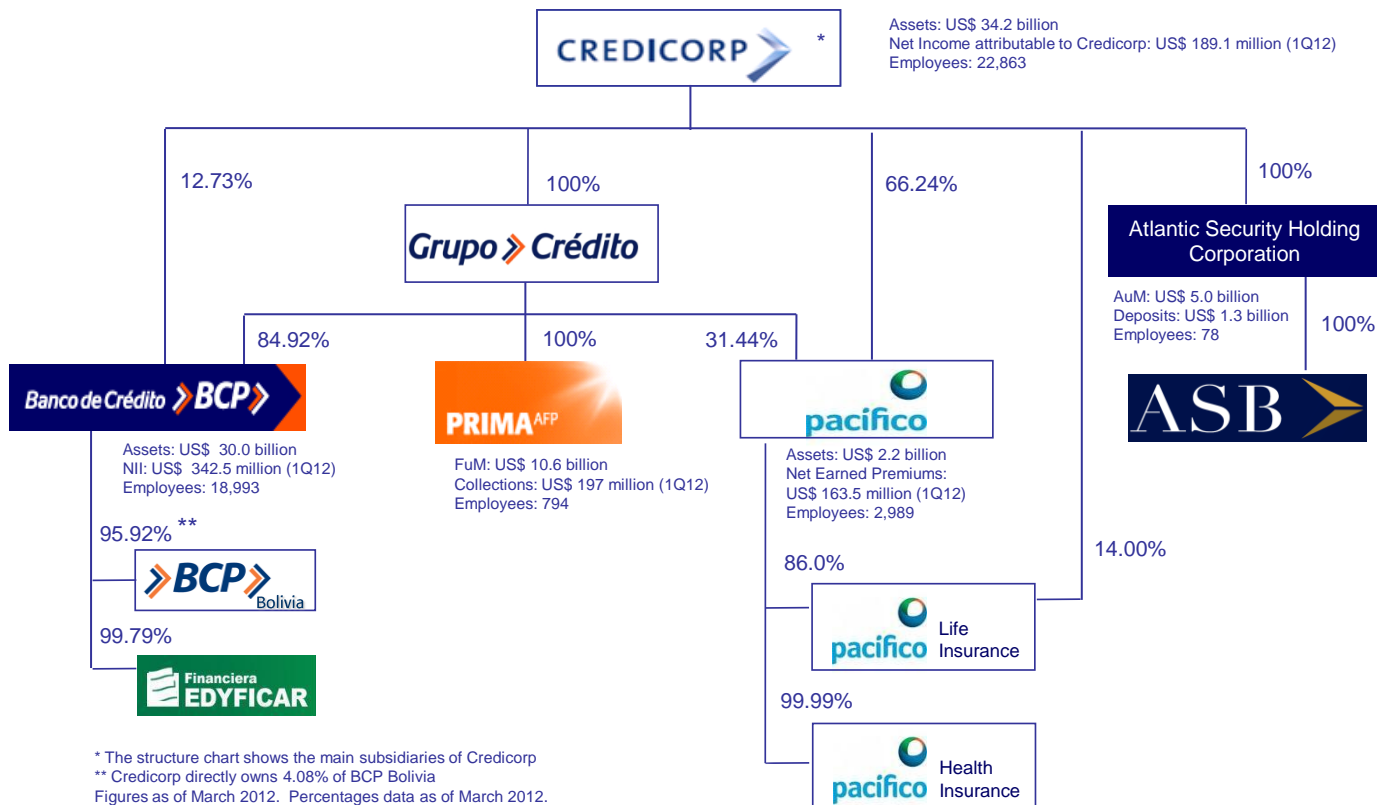 CREDICORP
*
Assets: US$ 34.2 billion
Net Income attributable to Credicorp: US$ 189.1 million (1Q12)
Employees: 22,863
12.73%
100%
66.24%
100%
Grupo Crédito
Atlantic Security Holding
Corporation
AuM: US$ 5.0 billion
Deposits: US$ 1.3 billion
Employees: 78
100%
84.92%
100%
31.44%
Banco de Crédito BCP
PRIMA AFP
pacifico
ASB
Assets: US$ 30.0 billion
NII: US$ 342.5 million (1Q12)
Employees: 18,993
FuM: US$ 10.6 billion
Collections: US$ 197 million (1Q12)
Employees: 794
Assets: US$ 2.2 billion
Net Earned Premiums:
US$ 163.5 million (1Q12)
Employees: 2,989
95.92% **
BCP
Bolivia
86.0%
14.00%
pacifico
Life
Insurance
99.79%
Financiera
EDYFICAR
99.99%
pacifico
Health
Insurance
* The structure chart shows the main subsidiaries of Credicorp
** Credicorp directly owns 4.08% of BCP Bolivia
Figures as of March 2012. Percentages data as of March 2012.